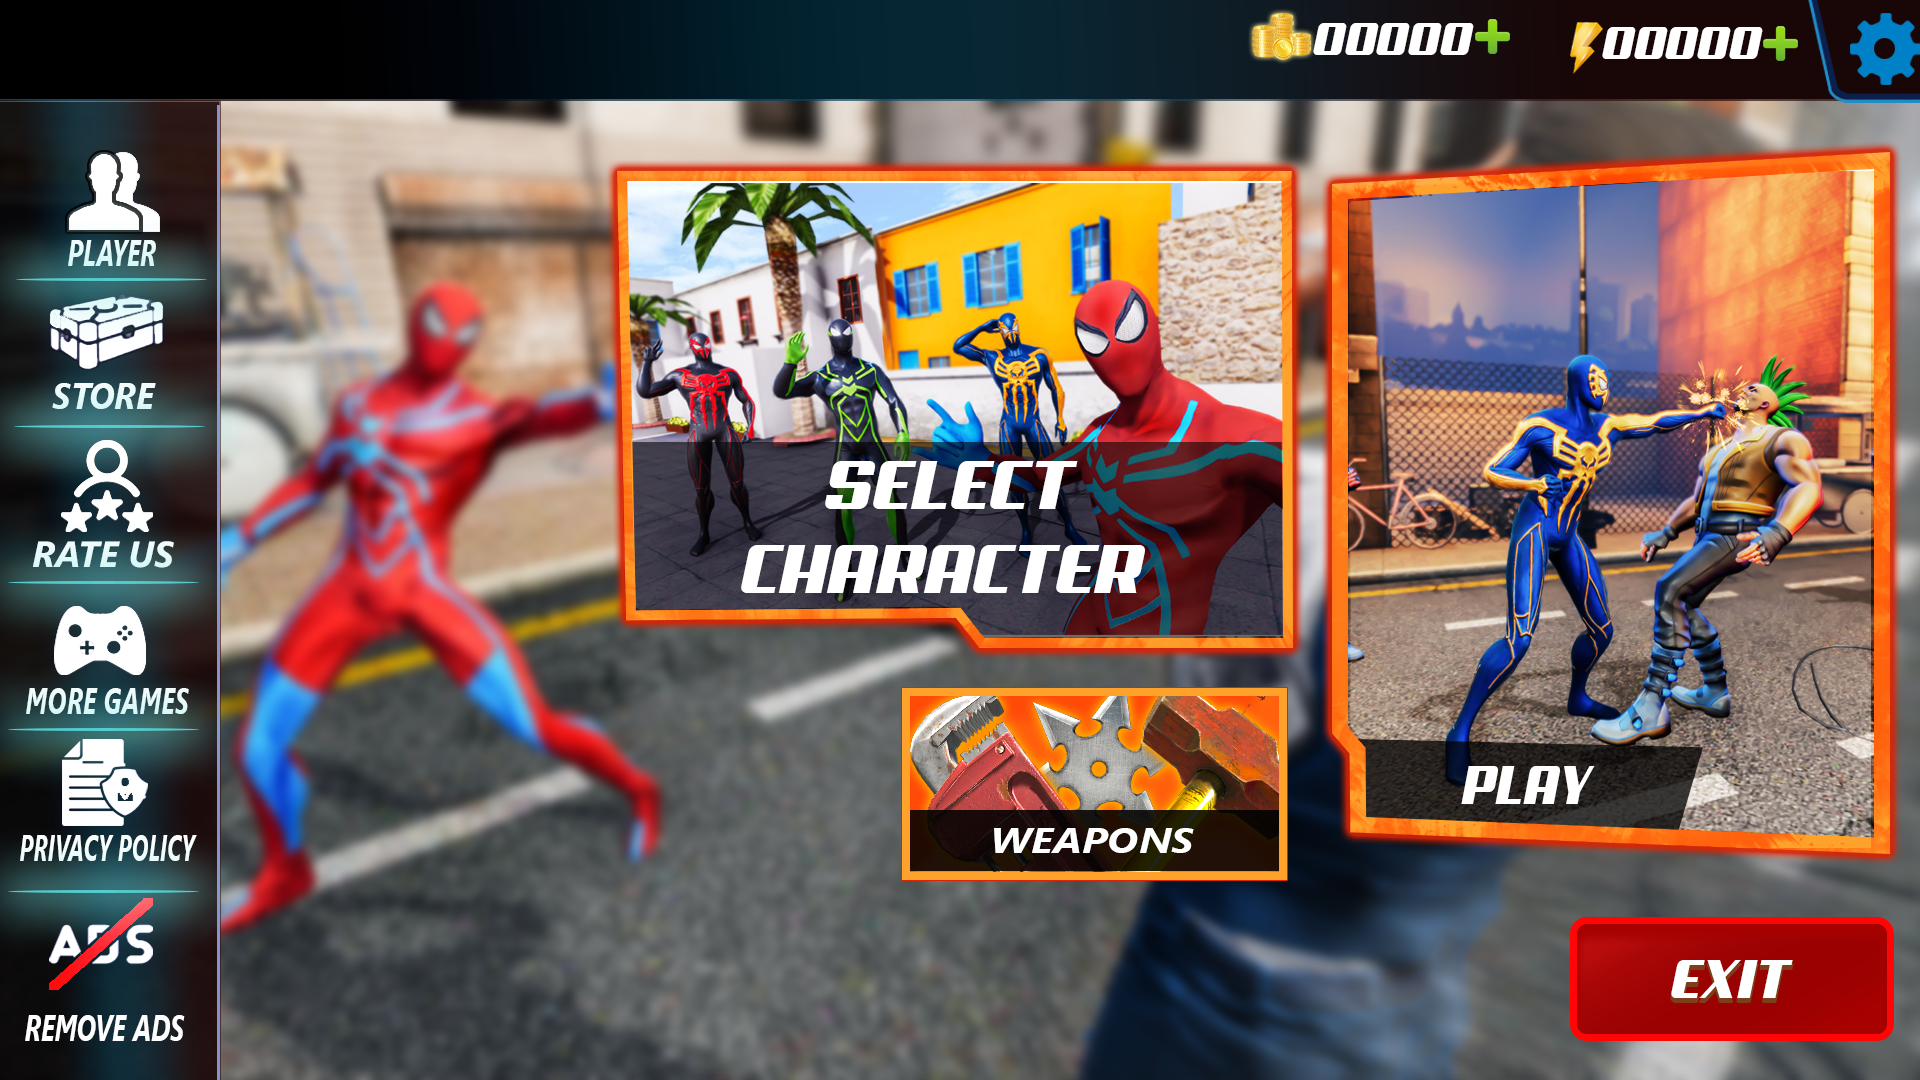 00000+
00000+
PLAYER
STORE
RATE US
MORE GAMES
PRIVACY POLICY
ADS
REMOVE ADS
SELECT
CHARACTER
WEAPONS
PLAY
EXIT